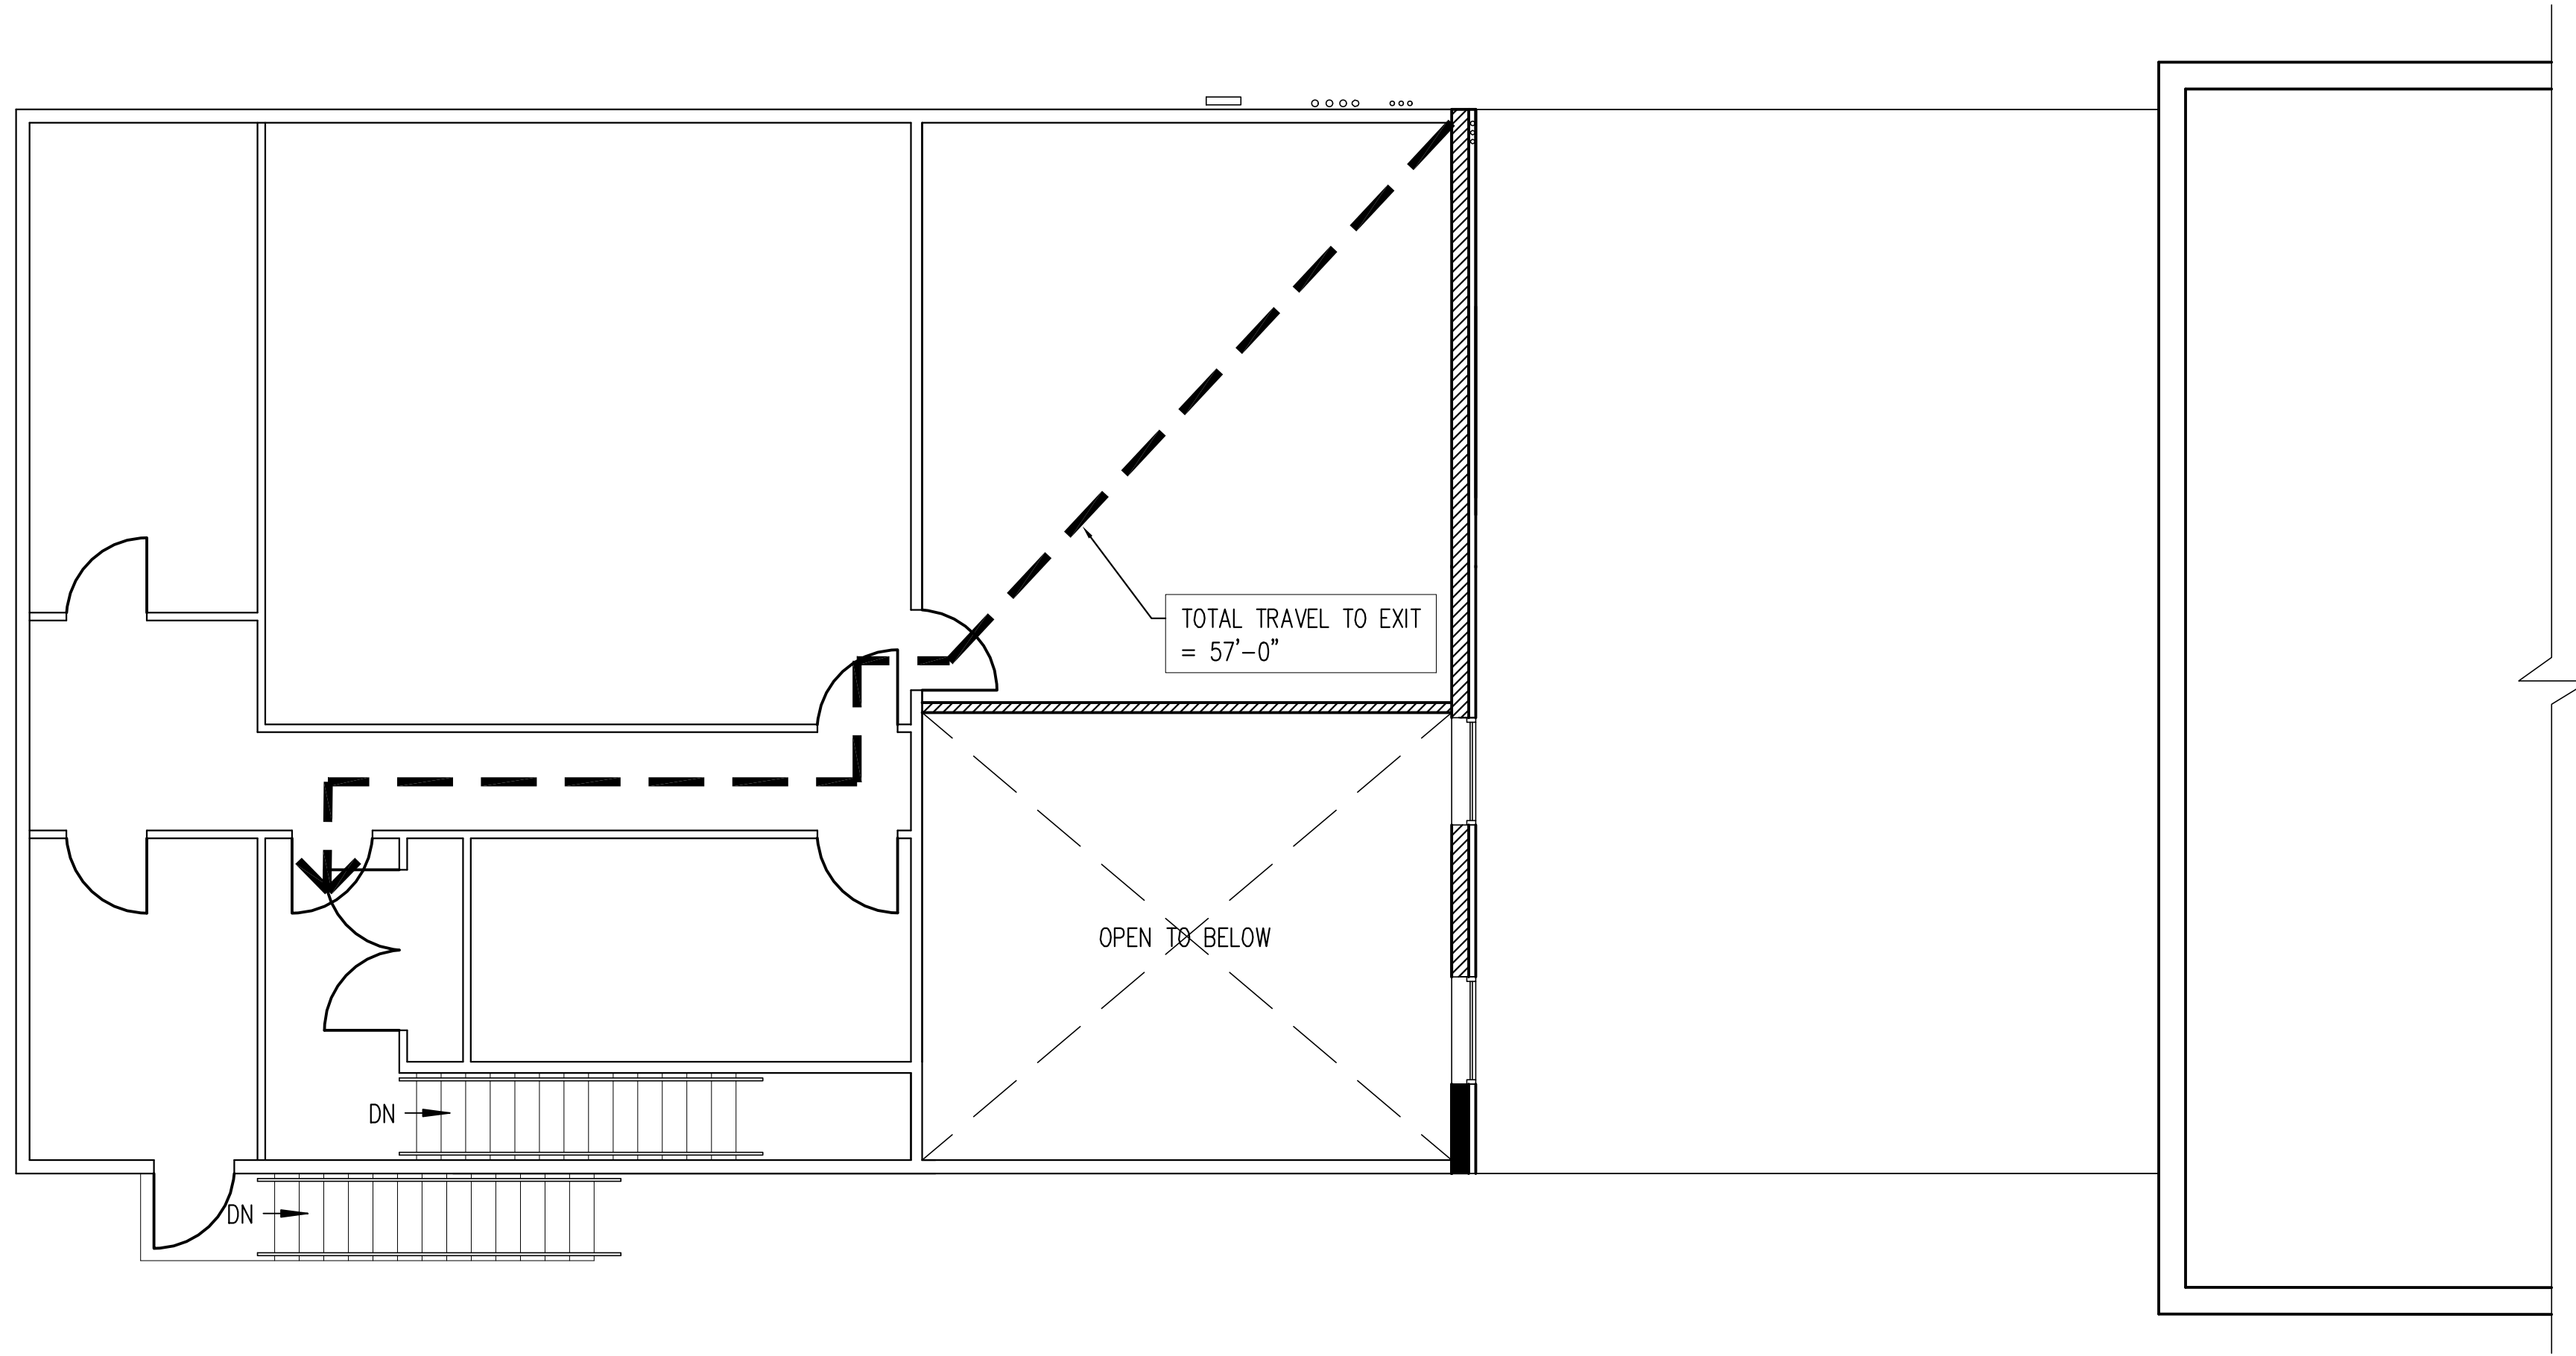 TOTAL TRAVEL TO EXIT
= 57'-0"
OPEN TO BELOW
DN
DN